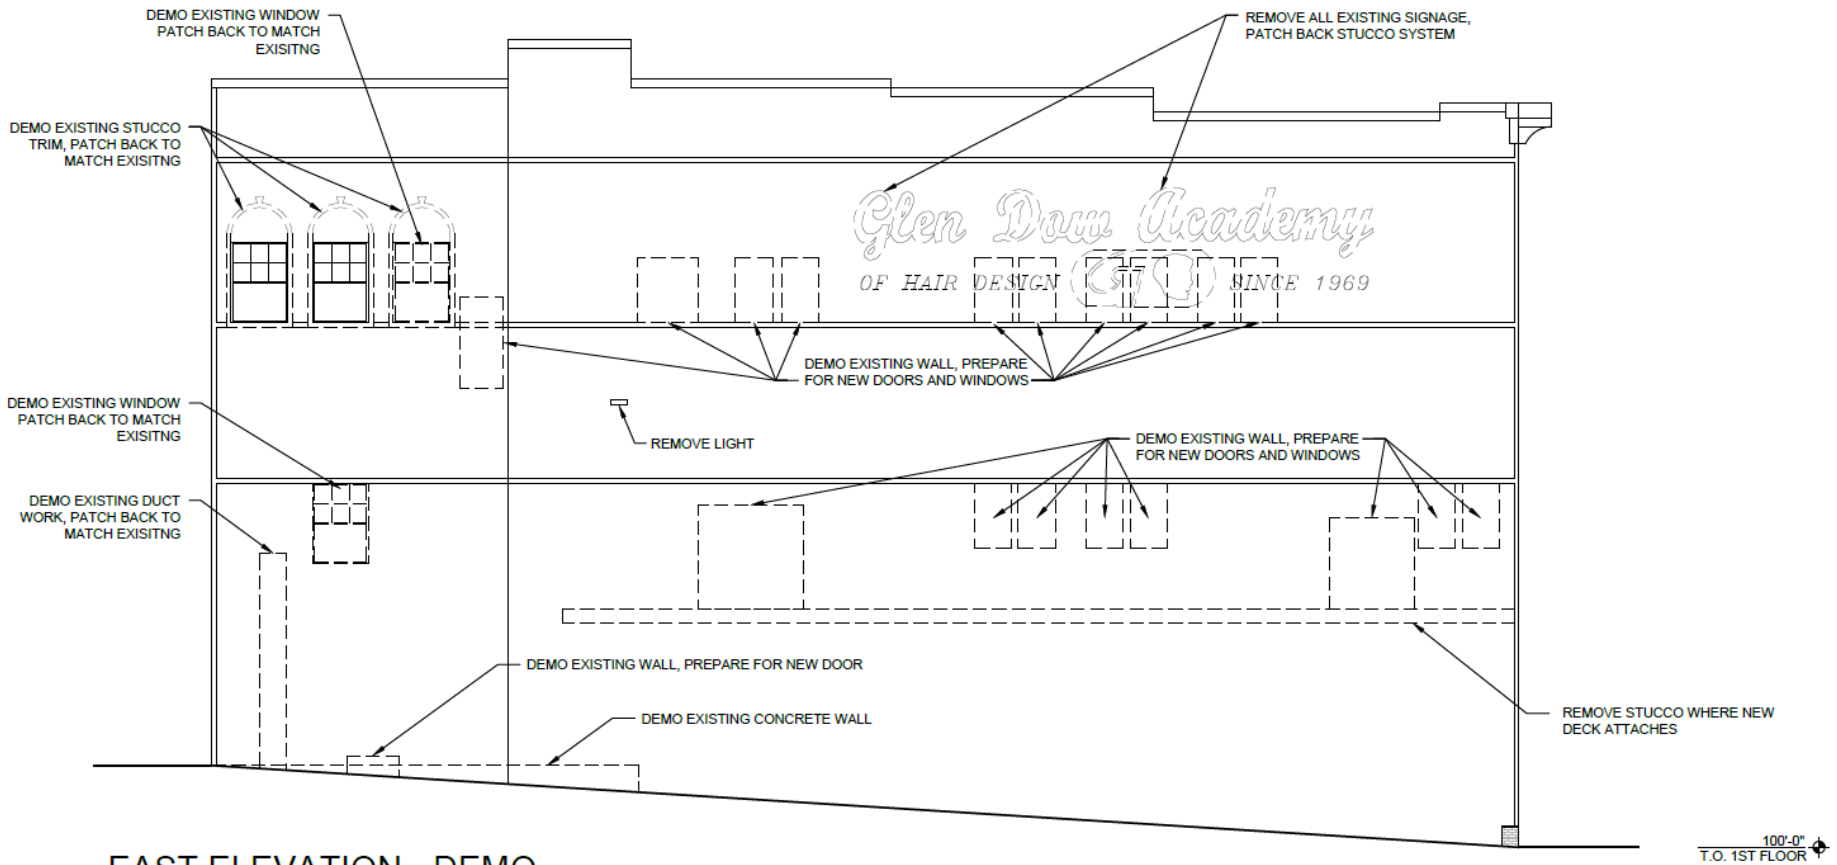 DEMO EXISTING WINDOW
PATCH BACK TO MATCH
EXISITNG
REMOVE ALL EXISTING SIGNAGE,
PATCH BACK STUCCO SYSTEM
DEMO EXISTING STUCCO
TRIM, PATCH BACK TO
MATCH EXISITNG
Glen Dow Academy
OF HAIR DESIGN
SINCE 1969
DEMO EXISTING WALL, PREPARE
FOR NEW DOORS AND WINDOWS
DEMO EXISTING WINDOW
PATCH BACK TO MATCH
EXISITNG
REMOVE LIGHT
DEMO EXISTING WALL, PREPARE
FOR NEW DOORS AND WINDOWS
DEMO EXISTING DUCT
WORK, PATCH BACK TO
MATCH EXISITNG
DEMO EXISTING WALL, PREPARE FOR NEW DOOR
DEMO EXISTING CONCRETE WALL
REMOVE STUCCO WHERE NEW
DECK ATTACHES
100'-0"
T.O. 1ST FLOOR
EAST ELEVATION - DEMO